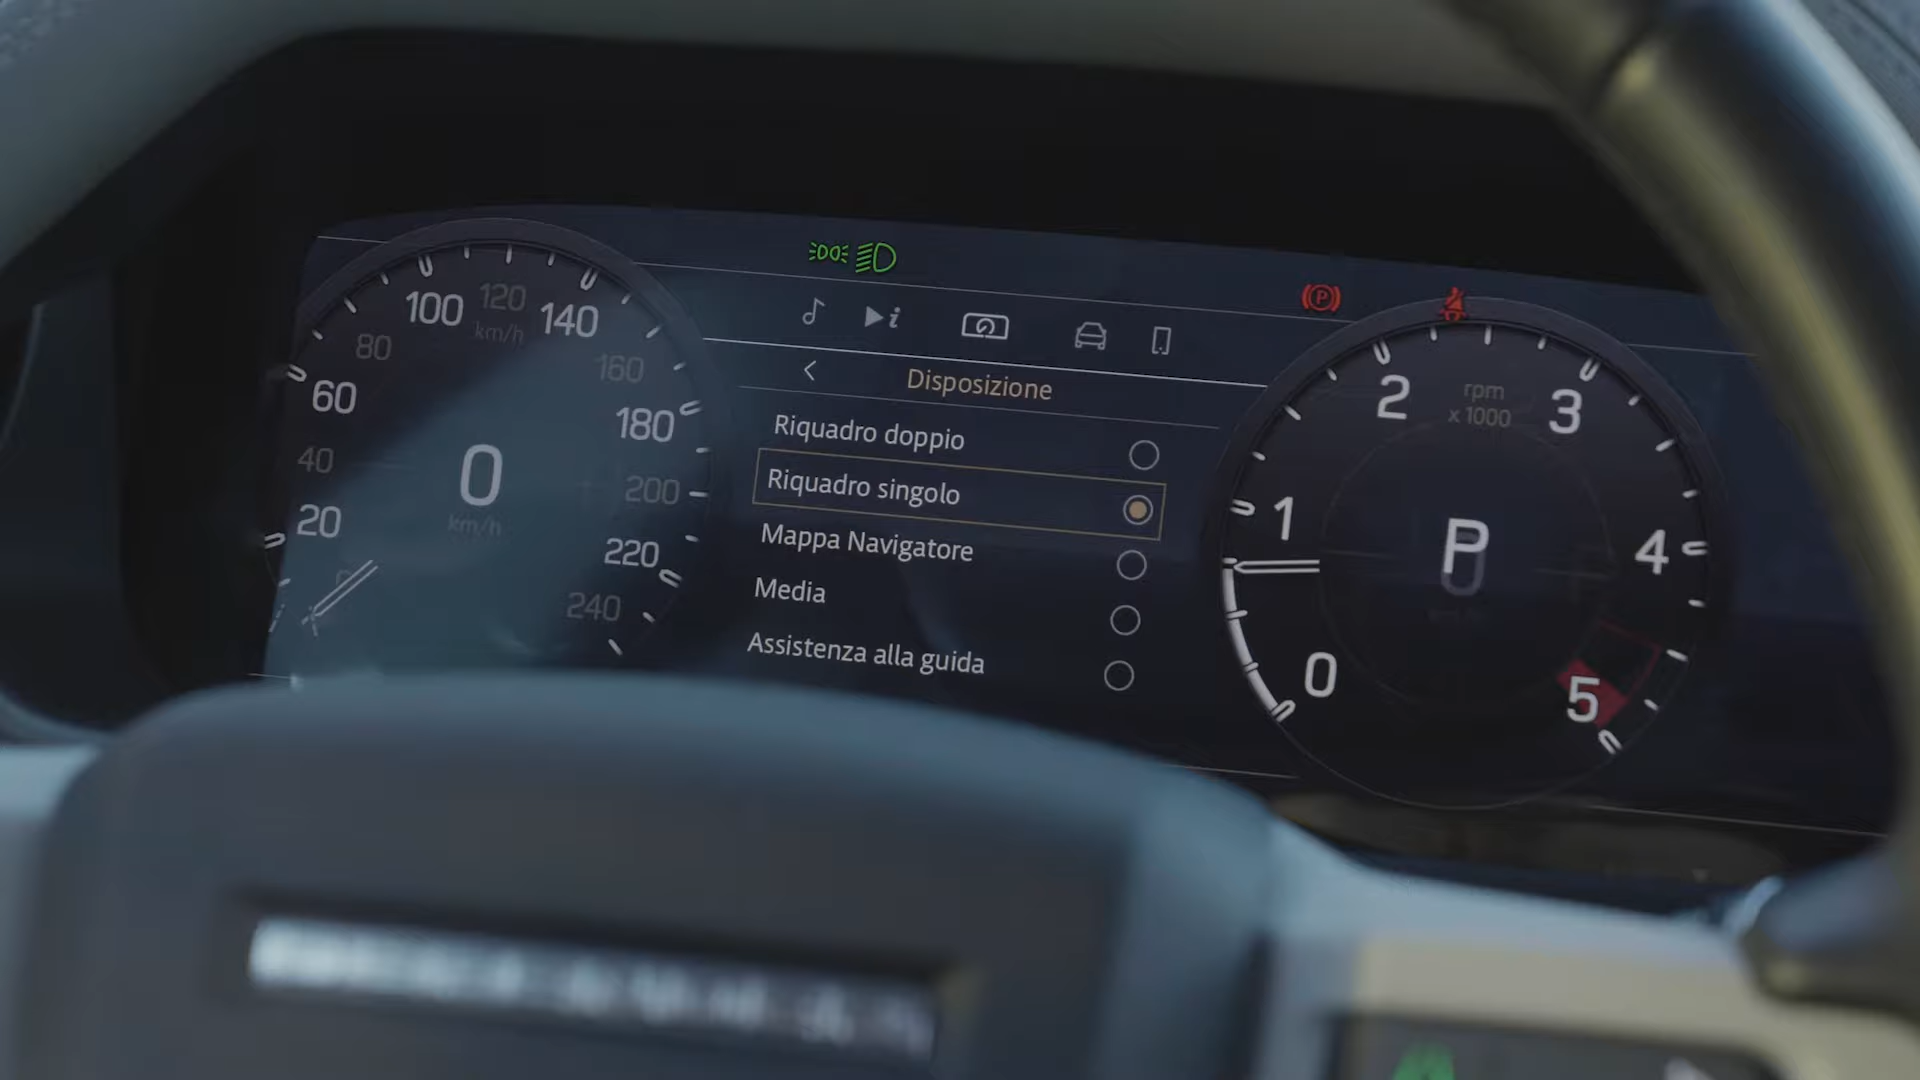 100 120 140
km/h
80 160
60 180
40 200
0
km/h
20 220
240
Disposizione
Riquadro doppio
Riquadro singolo
Mappa Navigatore
Media
Assistenza alla guida
P
i
2 rpm 3
x 1000
1 P 4
0 5